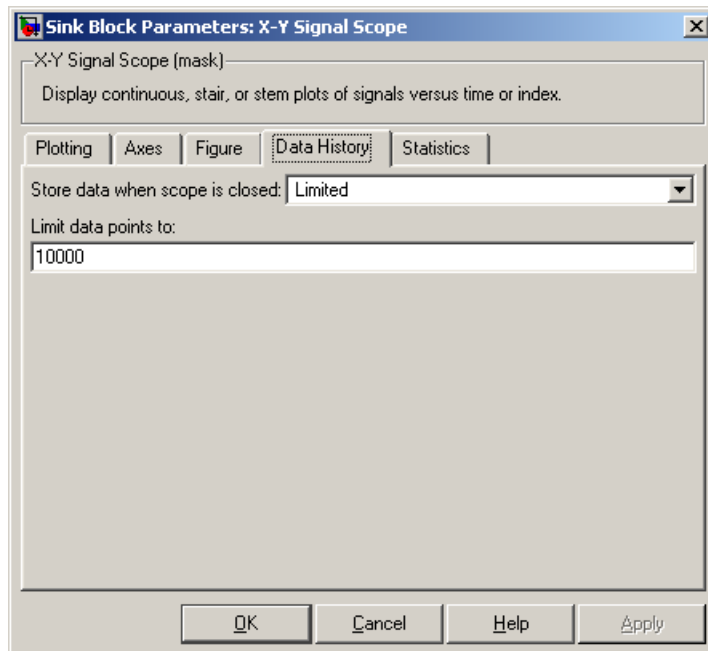 Sink Block Parameters: X-Y Signal Scope
X-Y Signal Scope (mask)
Display continuous, stair, or stem plots of signals versus time or index.
Plotting Axes Figure Data History Statistics
Store data when scope is closed: Limited
Limit data points to:
10000
OK Cancel Help Apply